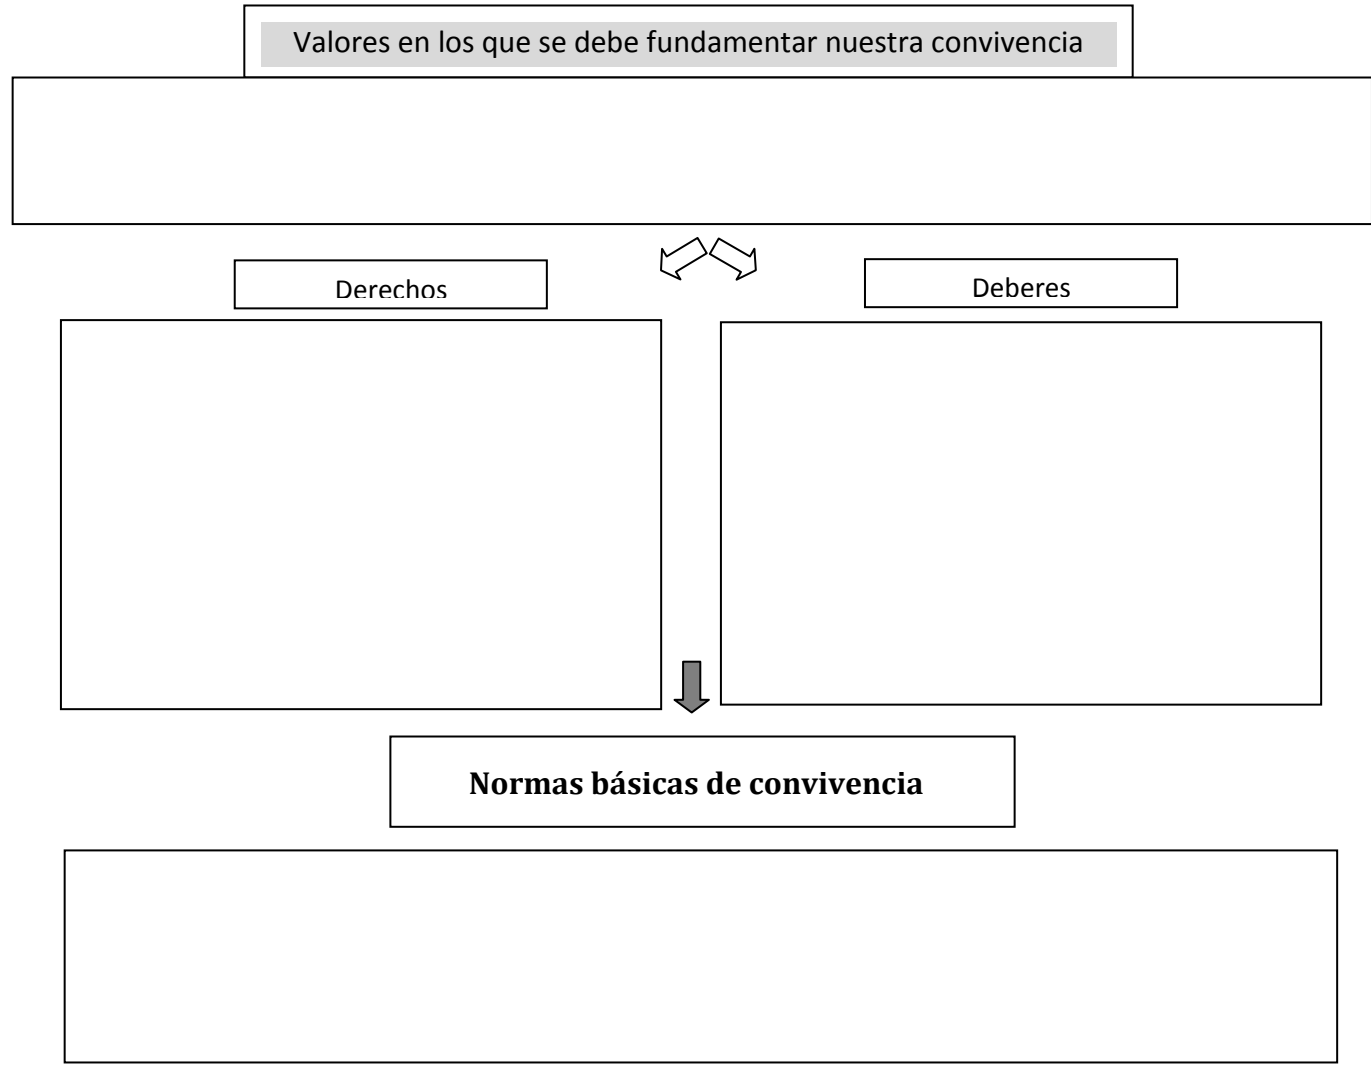 Valores en los que se debe fundamentar nuestra convivencia
Derechos
Deberes
Normas básicas de convivencia